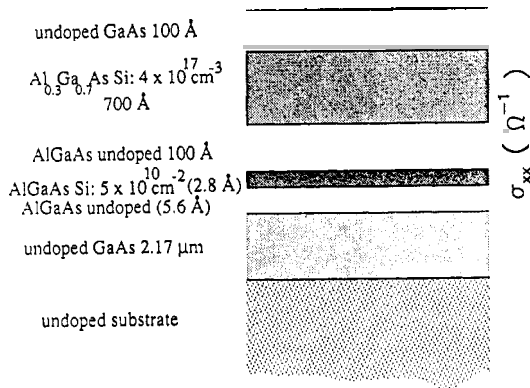 undoped GaAs 100 Å
Al0.3Ga0.7As Si: 4 x 10^17 cm^-3
700 Å
AlGaAs undoped 100 Å
AlGaAs Si: 5 x 10^10 cm^-2 (2.8 Å)
AlGaAs undoped (5.6 Å)
undoped GaAs 2.17 μm
undoped substrate
σxx ( Ω^-1 )